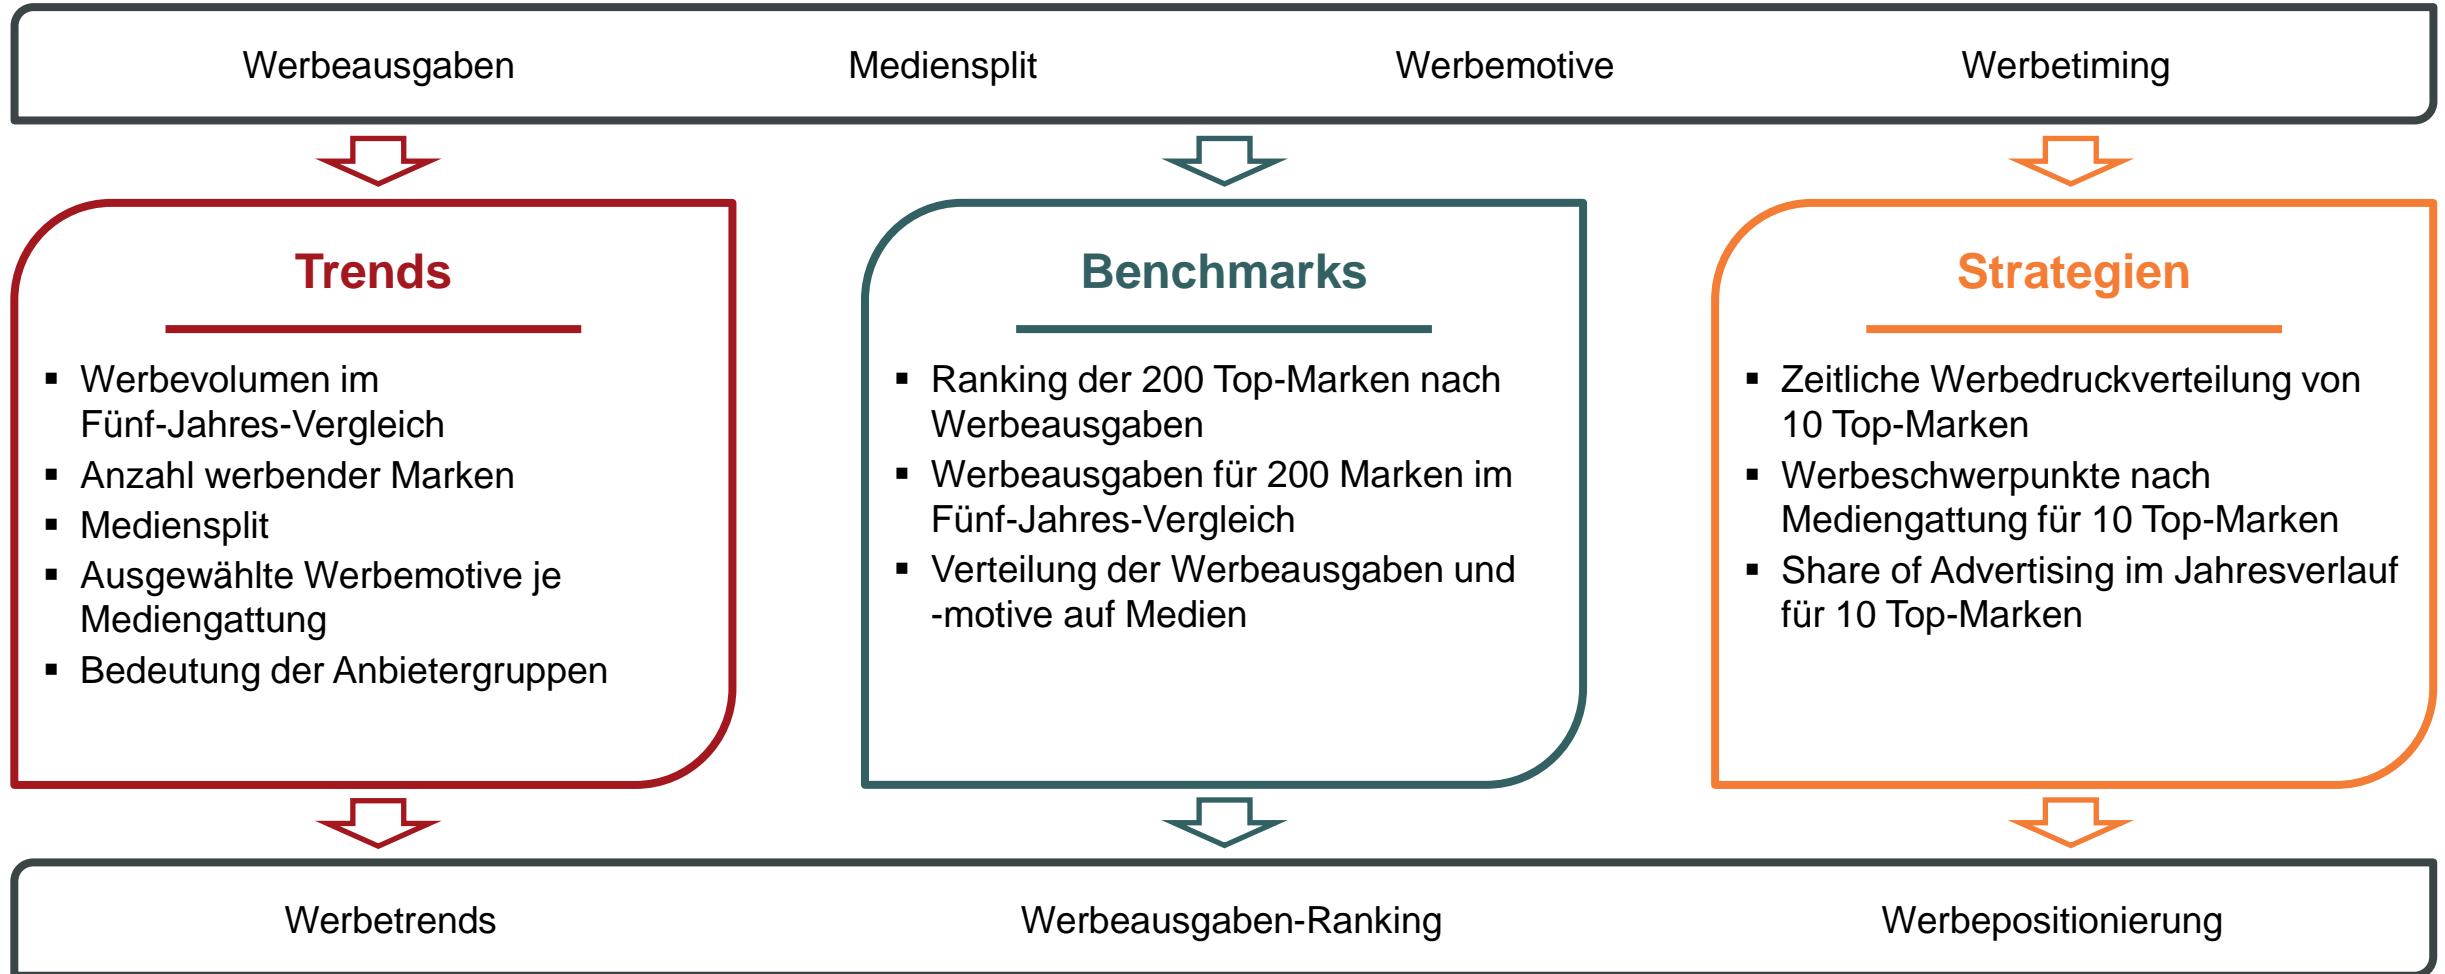 Werbeausgaben Mediensplit Werbemotive Werbetiming
Trends
▪ Werbevolumen im
Fünf-Jahres-Vergleich
▪ Anzahl werbender Marken
▪ Mediensplit
▪ Ausgewählte Werbemotive je
Mediengattung
▪ Bedeutung der Anbietergruppen
Benchmarks
▪ Ranking der 200 Top-Marken nach
Werbeausgaben
▪ Werbeausgaben für 200 Marken im
Fünf-Jahres-Vergleich
▪ Verteilung der Werbeausgaben und
-motive auf Medien
Strategien
▪ Zeitliche Werbedruckverteilung von
10 Top-Marken
▪ Werbeschwerpunkte nach
Mediengattung für 10 Top-Marken
▪ Share of Advertising im Jahresverlauf
für 10 Top-Marken
Werbetrends Werbeausgaben-Ranking Werbepositionierung